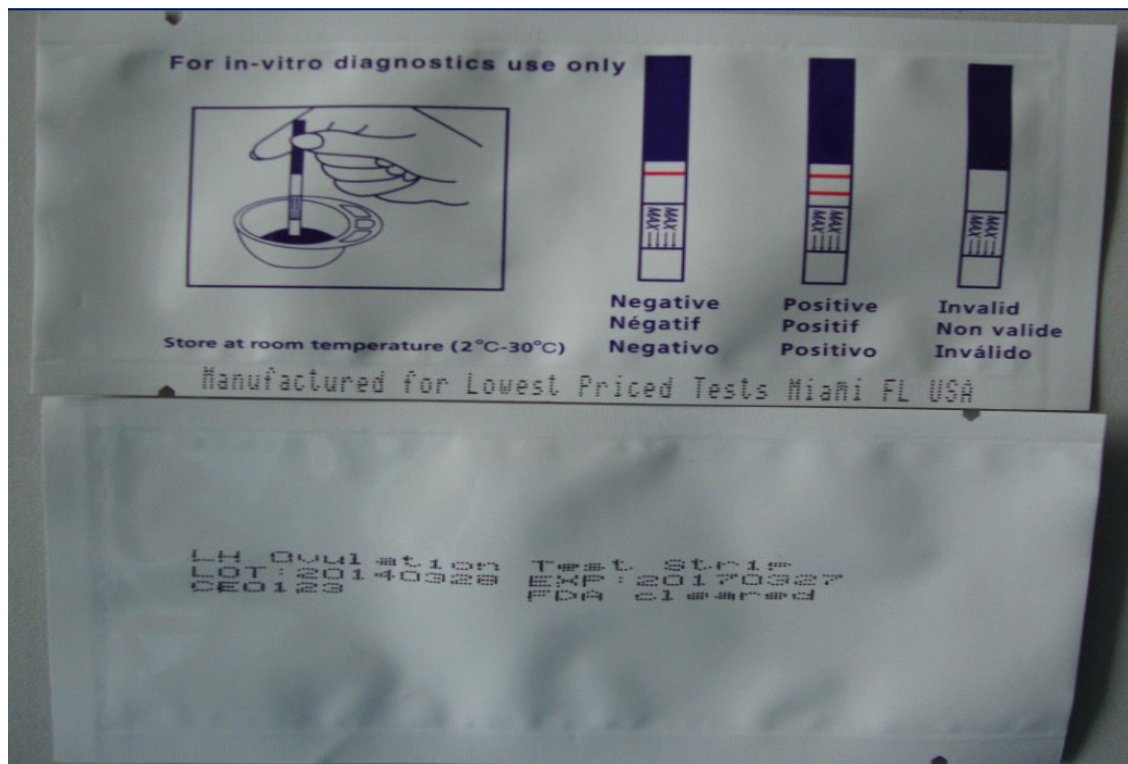 For in-vitro diagnostics use only
MAX MAX
MAX MAX
MAX MAX
Negative
Négatif
Negativo
Positive
Positif
Positivo
Invalid
Non valide
Inválido
Store at room temperature (2°C-30°C)
Manufactured for Lowest Priced Tests Miami FL USA
LH Ovulation Test Strip
LOT:20140328 EXP:20170327
CE0123 FDA cleared